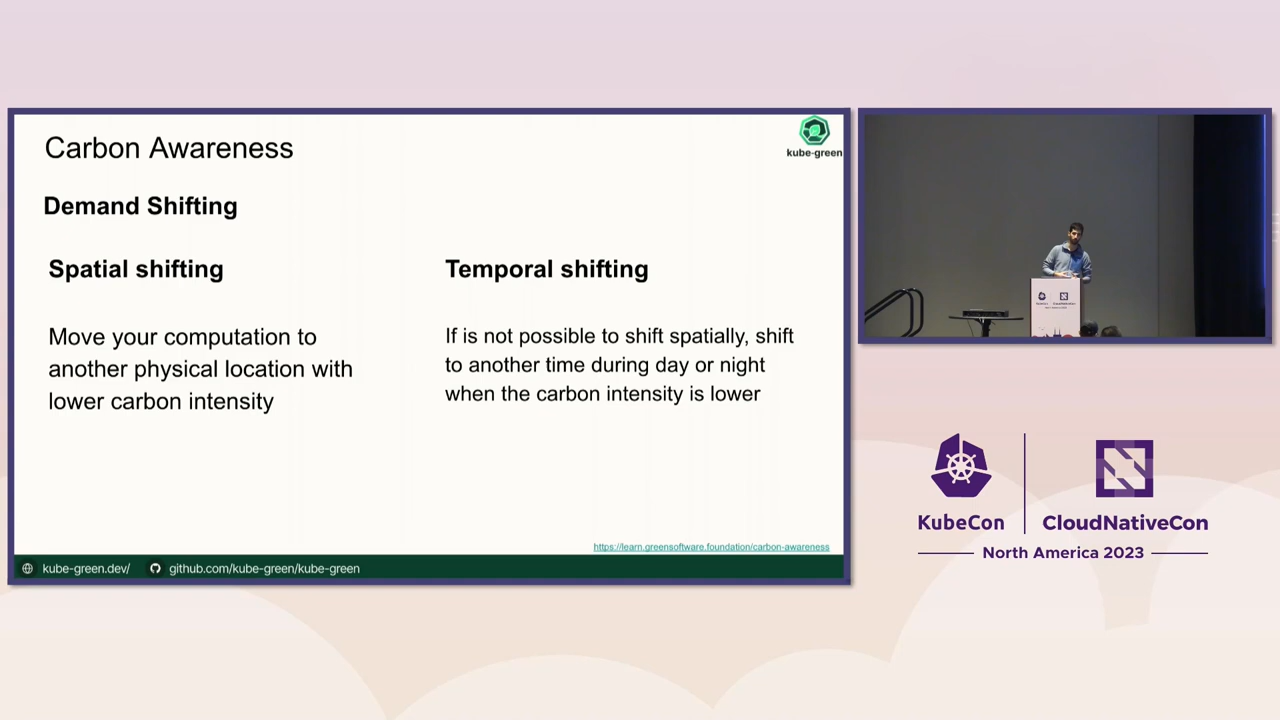 Carbon Awareness
kube-green
Demand Shifting
Spatial shifting
Move your computation to
another physical location with
lower carbon intensity
Temporal shifting
If is not possible to shift spatially, shift
to another time during day or night
when the carbon intensity is lower
https://learn.greensoftware.foundation/carbon-awareness
kube-green.dev/
github.com/kube-green/kube-green
KubeCon
CloudNativeCon
North America 2023